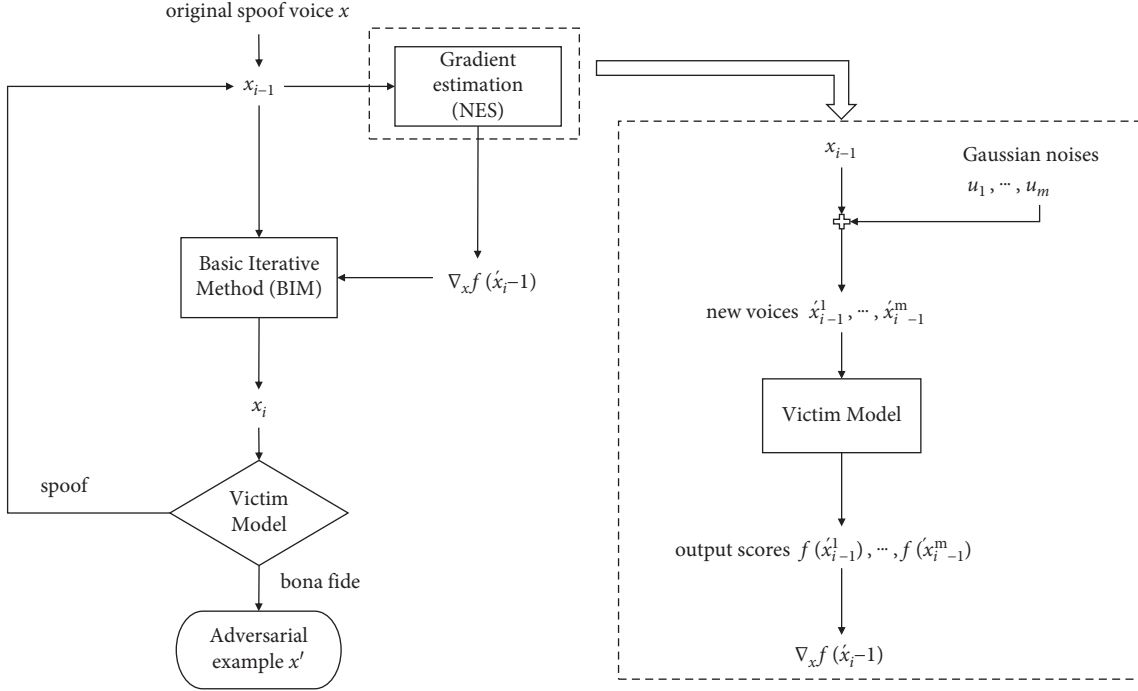 original spoof voice x
x_{i–1}
Gradient
estimation
(NES)
Basic Iterative
Method (BIM)
∇_x f (x́_i–1)
x_i
spoof
Victim
Model
bona fide
Adversarial
example x′
x_{i–1}
Gaussian noises
u_1 , ··· , u_m
new voices x́^1_{i–1} , ··· , x́^m_{i–1}
Victim Model
output scores f (x́^1_{i–1}) , ··· , f (x́^m_{i–1})
∇_x f (x́_i–1)